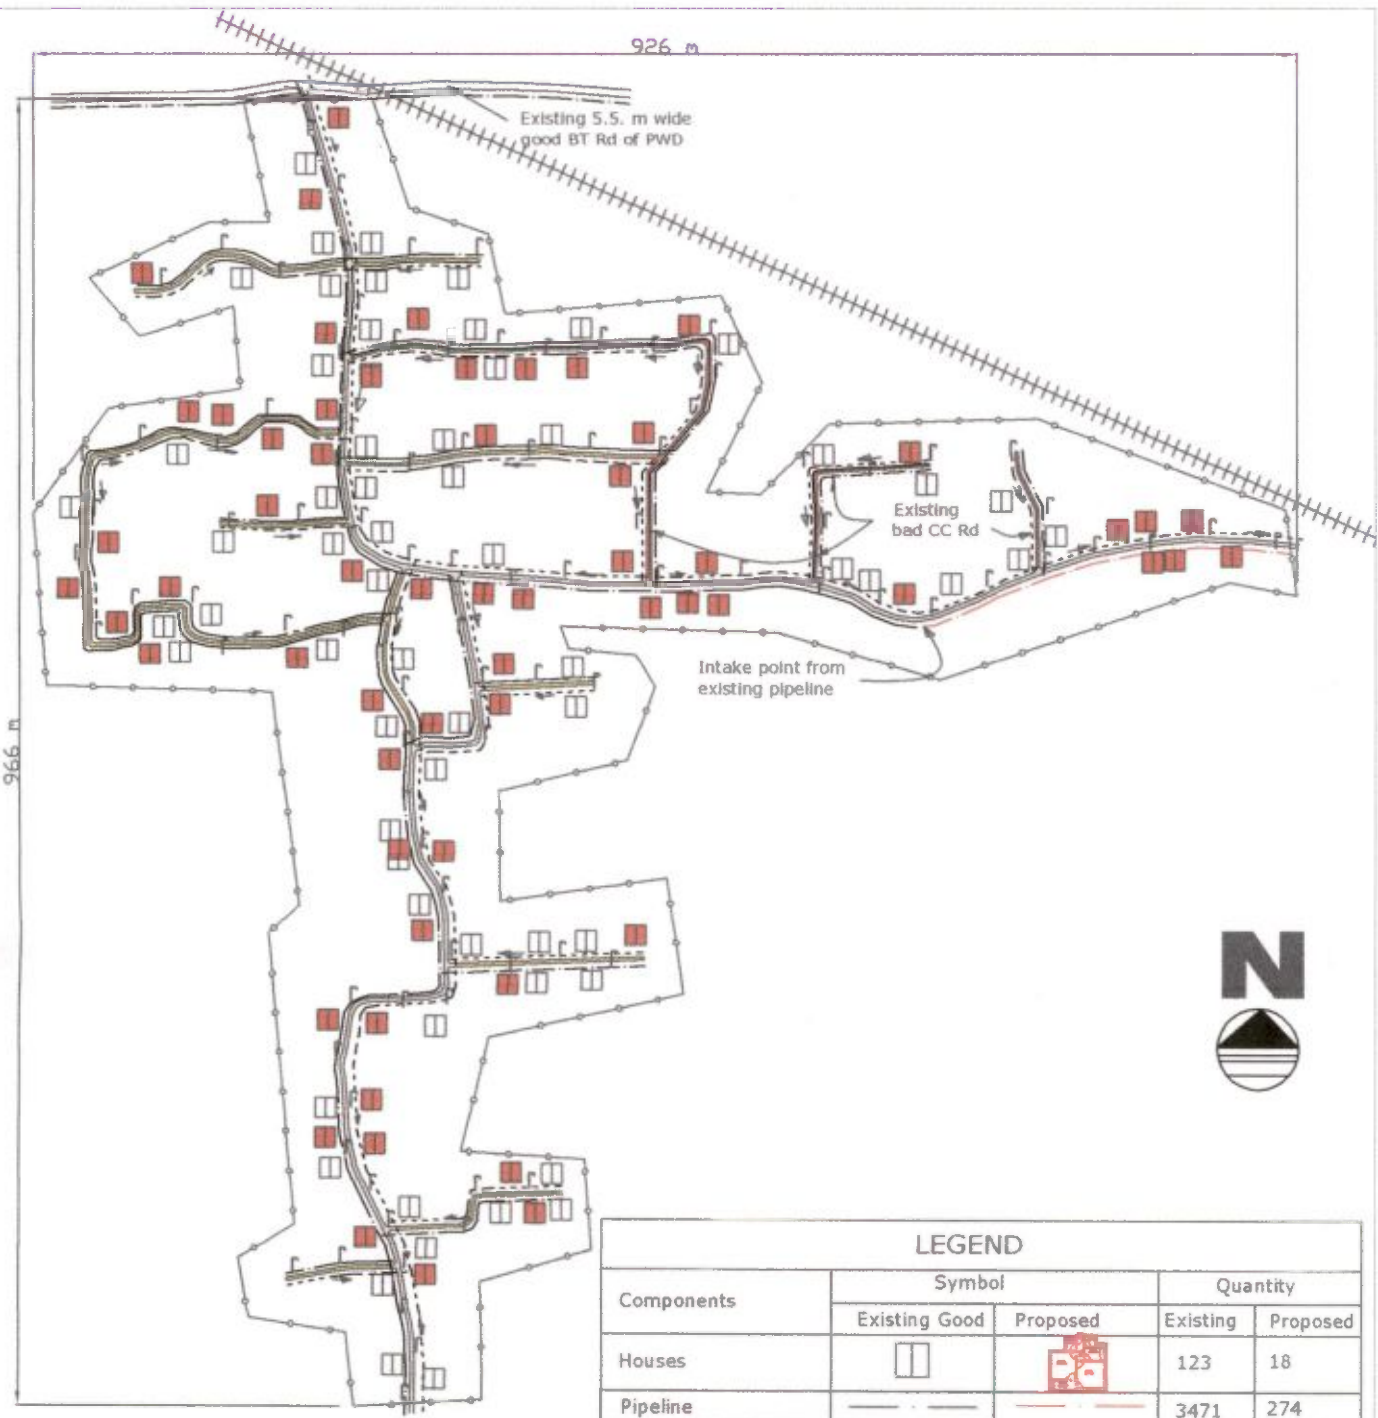 926 m
Existing 5.5. m wide
good BT Rd of PWD
Existing
bad CC Rd
Intake point from
existing pipeline
966 m
N
LEGEND
Components
Symbol
Quantity
Existing Good
Proposed
Existing
Proposed
Houses
123
18
Pipeline
3471
274